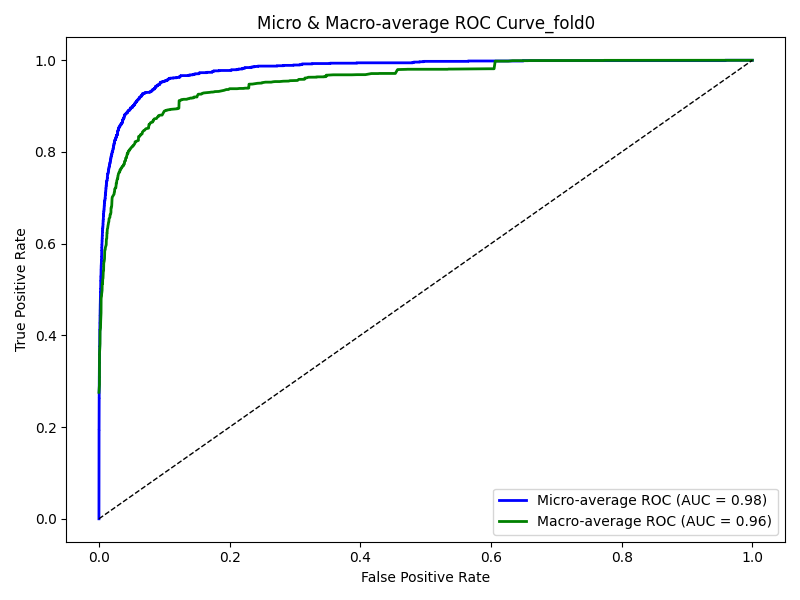 Micro & Macro-average ROC Curve_fold0
True Positive Rate
1.0
0.8
0.6
0.4
0.2
0.0
0.0 0.2 0.4 0.6 0.8 1.0
False Positive Rate
Micro-average ROC (AUC = 0.98)
Macro-average ROC (AUC = 0.96)